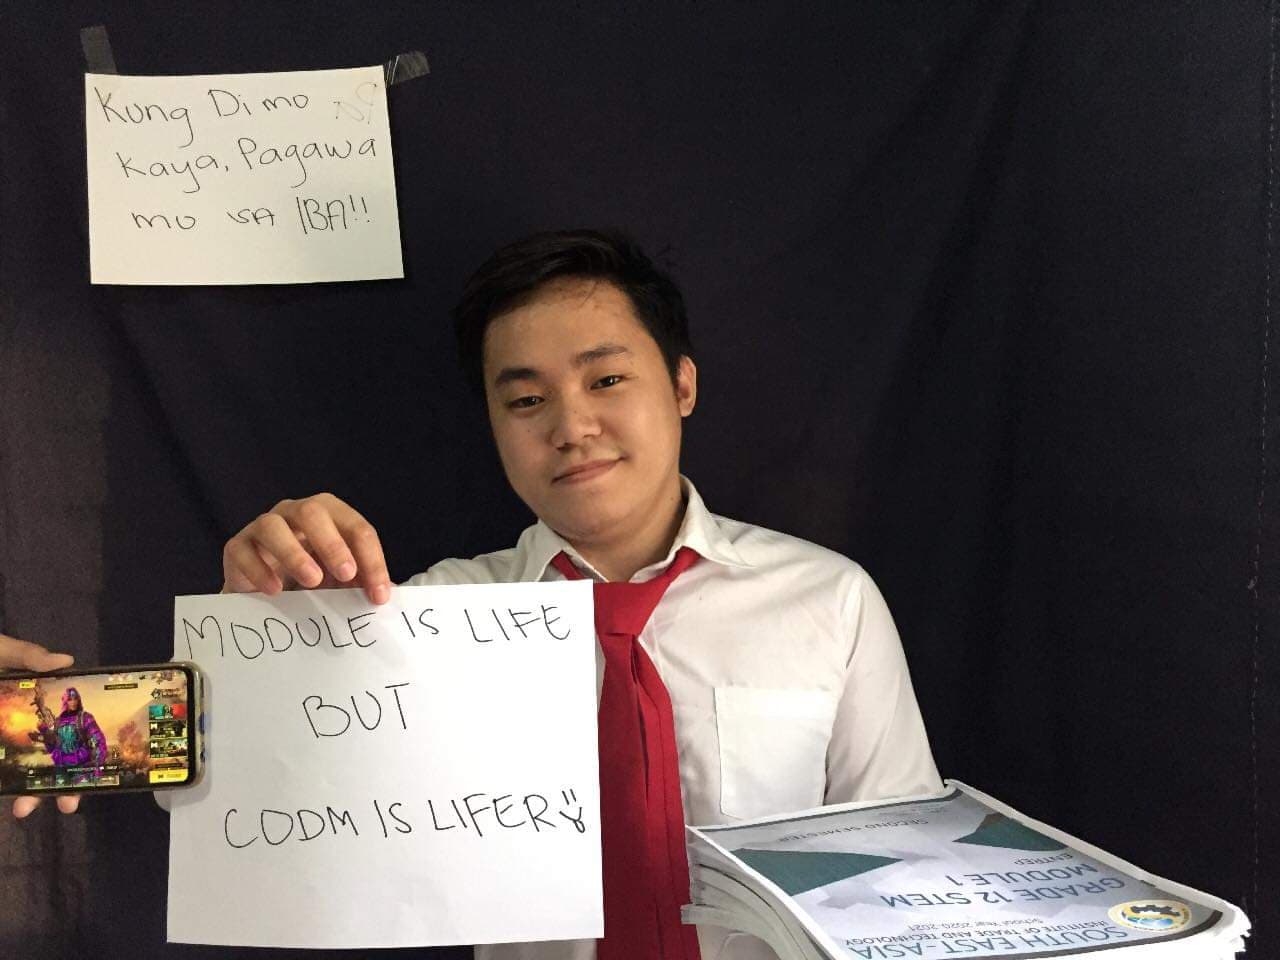 Kung Di mo
kaya, Pagawa
mo sa IBA!!
MODULE IS LIFE
BUT
CODM IS LIFER
SOUTH EAST-ASIA
INSTITUTE OF TRADE AND TECHNOLOGY
School Year 2020-2021
GRADE 12 STEM
MODULE 1
ENTREP
SECOND SEMESTER